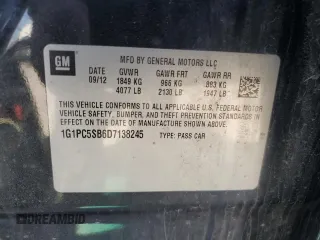 GM
MFD BY GENERAL MOTORS LLC
DATE GVWR GAWR FRT GAWR RR
09/12 1849 KG 966 KG 883 KG
4077 LB 2130 LB 1947 LB
THIS VEHICLE CONFORMS TO ALL APPLICABLE U.S. FEDERAL MOTOR
VEHICLE SAFETY, BUMPER, AND THEFT PREVENTION STANDARDS
IN EFFECT ON THE DATE OF MANUFACTURE SHOWN ABOVE.
1G1PC5SB6D7138245 TYPE: PASS CAR
CARDOMBID